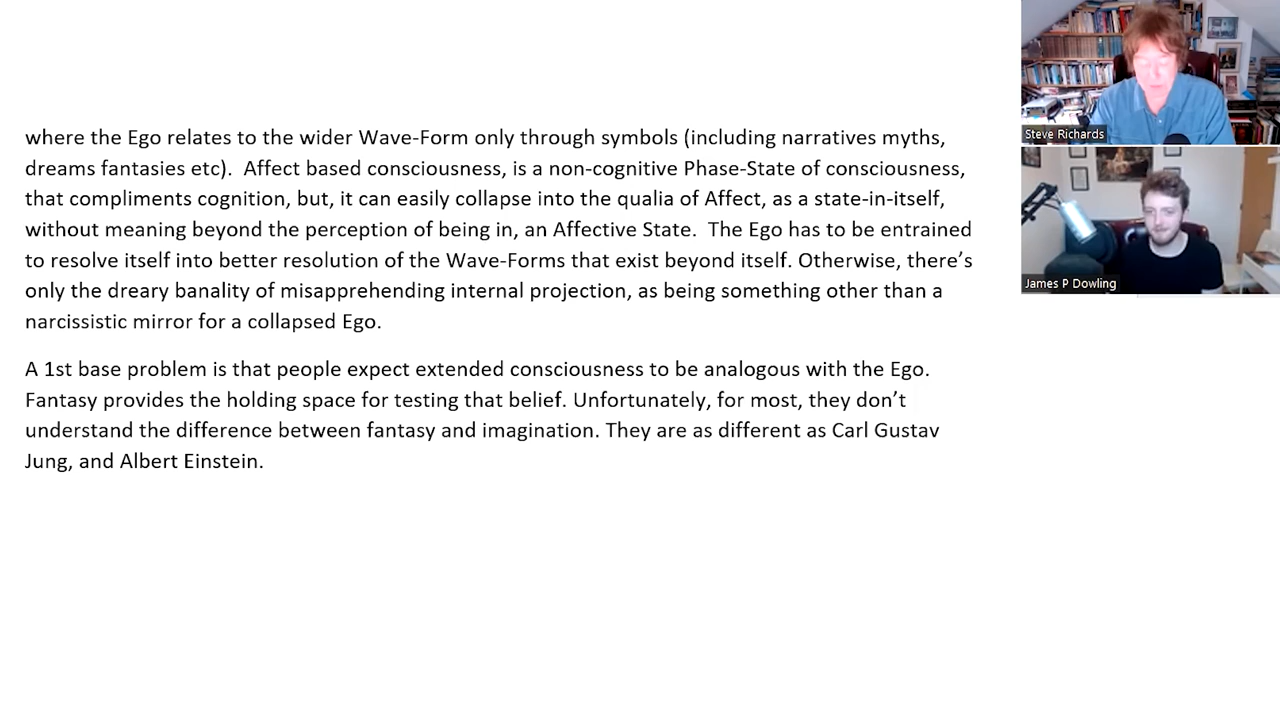 where the Ego relates to the wider Wave-Form only through symbols (including narratives myths,
dreams fantasies etc).  Affect based consciousness, is a non-cognitive Phase-State of consciousness,
that compliments cognition, but, it can easily collapse into the qualia of Affect, as a state-in-itself,
without meaning beyond the perception of being in, an Affective State.  The Ego has to be entrained
to resolve itself into better resolution of the Wave-Forms that exist beyond itself. Otherwise, there’s
only the dreary banality of misapprehending internal projection, as being something other than a
narcissistic mirror for a collapsed Ego.
A 1st base problem is that people expect extended consciousness to be analogous with the Ego.
Fantasy provides the holding space for testing that belief. Unfortunately, for most, they don’t
understand the difference between fantasy and imagination. They are as different as Carl Gustav
Jung, and Albert Einstein.
Steve Richards
James P Dowling